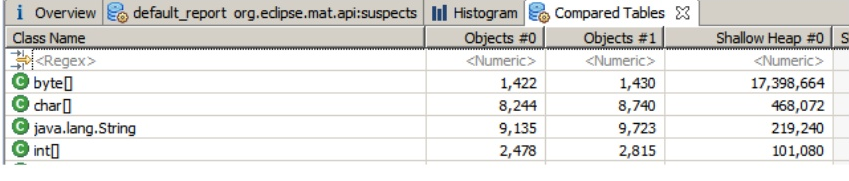 i Overview default_report org.eclipse.mat.api:suspects Histogram Compared Tables
Class Name Objects #0 Objects #1 Shallow Heap #0 S
<Regex> <Numeric> <Numeric> <Numeric>
byte[] 1,422 1,430 17,398,664
char[] 8,244 8,740 468,072
java.lang.String 9,135 9,723 219,240
int[] 2,478 2,815 101,080